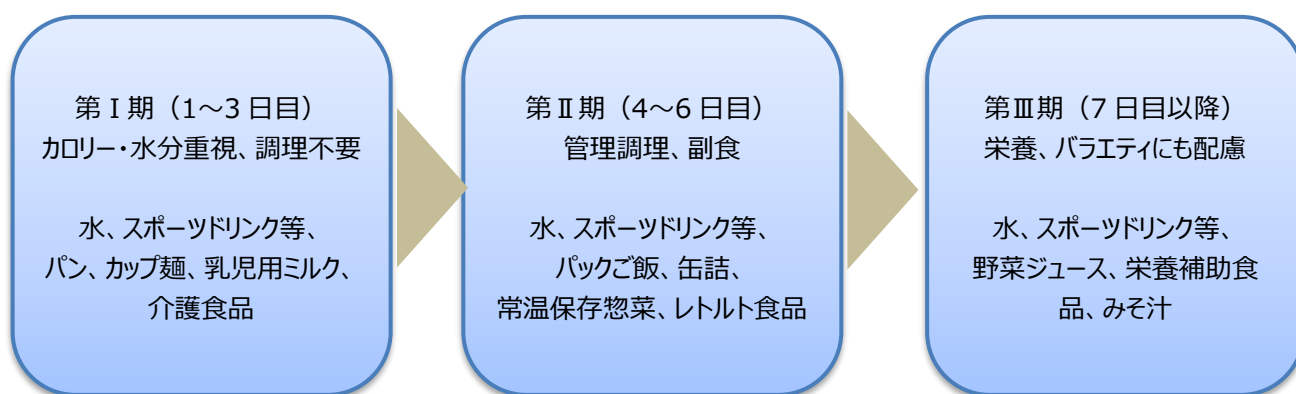 第Ⅰ期（1～3日目）
カロリー・水分重視、調理不要
水、スポーツドリンク等、
パン、カップ麺、乳児用ミルク、
介護食品
第Ⅱ期（4～6日目）
管理調理、副食
水、スポーツドリンク等、
パックご飯、缶詰、
常温保存惣菜、レトルト食品
第Ⅲ期（7日目以降）
栄養、バラエティにも配慮
水、スポーツドリンク等、
野菜ジュース、栄養補助食
品、みそ汁